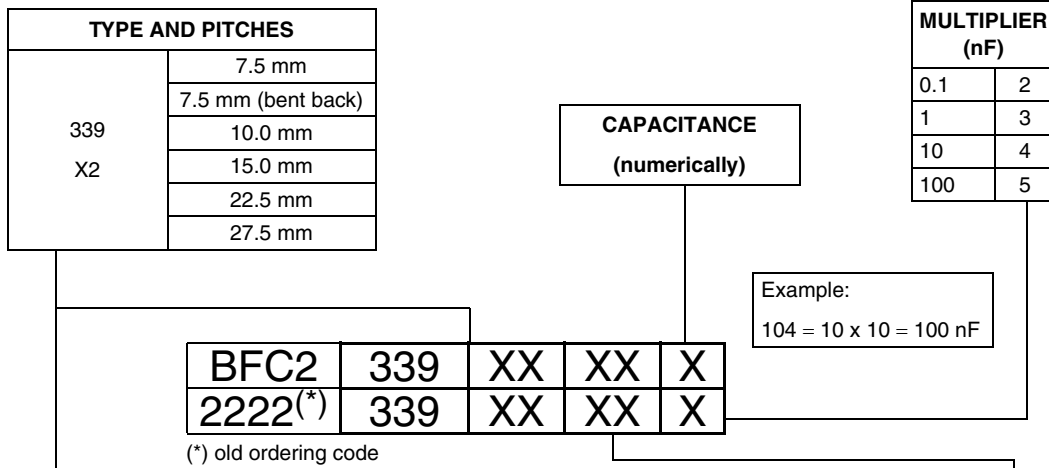 TYPE AND PITCHES
339
X2
7.5 mm
7.5 mm (bent back)
10.0 mm
15.0 mm
22.5 mm
27.5 mm
CAPACITANCE
(numerically)
MULTIPLIER
(nF)
0.1 2
1 3
10 4
100 5
Example:
104 = 10 x 10 = 100 nF
BFC2 339 XX XX X
2222(*) 339 XX XX X
(*) old ordering code